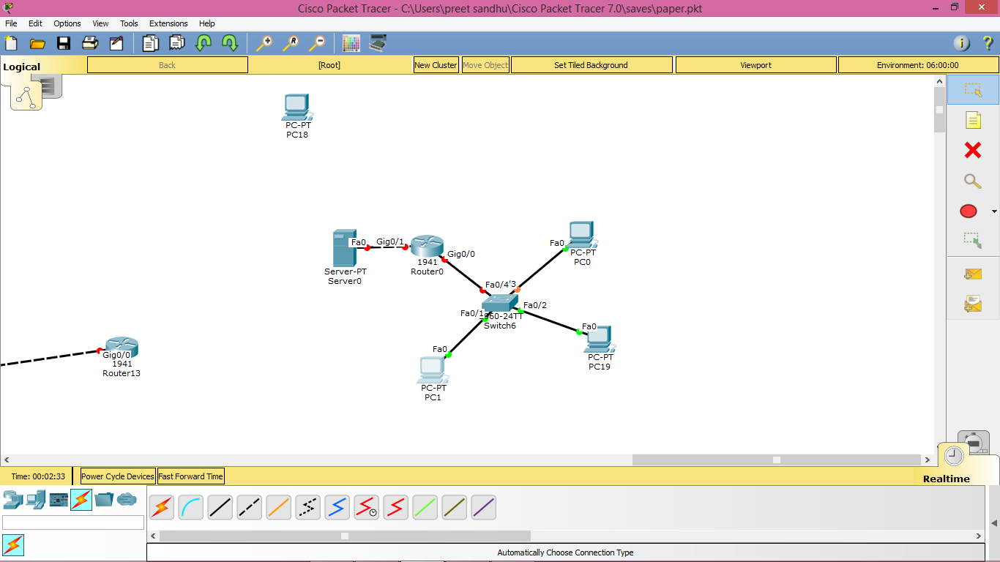 Cisco Packet Tracer - C:\Users\preet sandhu\Cisco Packet Tracer 7.0\saves\paper.pkt
File Edit Options View Tools Extensions Help
Logical Back [Root] New Cluster Move Object Set Tiled Background Viewport Environment: 06:00:00
PC-PT
PC18
Fa0 Gig0/1
Gig0/0
1941
Router0
Server-PT
Server0
Fa0
PC-PT
PC0
Fa0/4'3
Fa0/2
Fa0/1
2960-24TT
Switch6
Fa0
PC-PT
PC19
Fa0
PC-PT
PC1
Gig0/0
1941
Router13
Time: 00:02:33 Power Cycle Devices Fast Forward Time
Realtime
Automatically Choose Connection Type